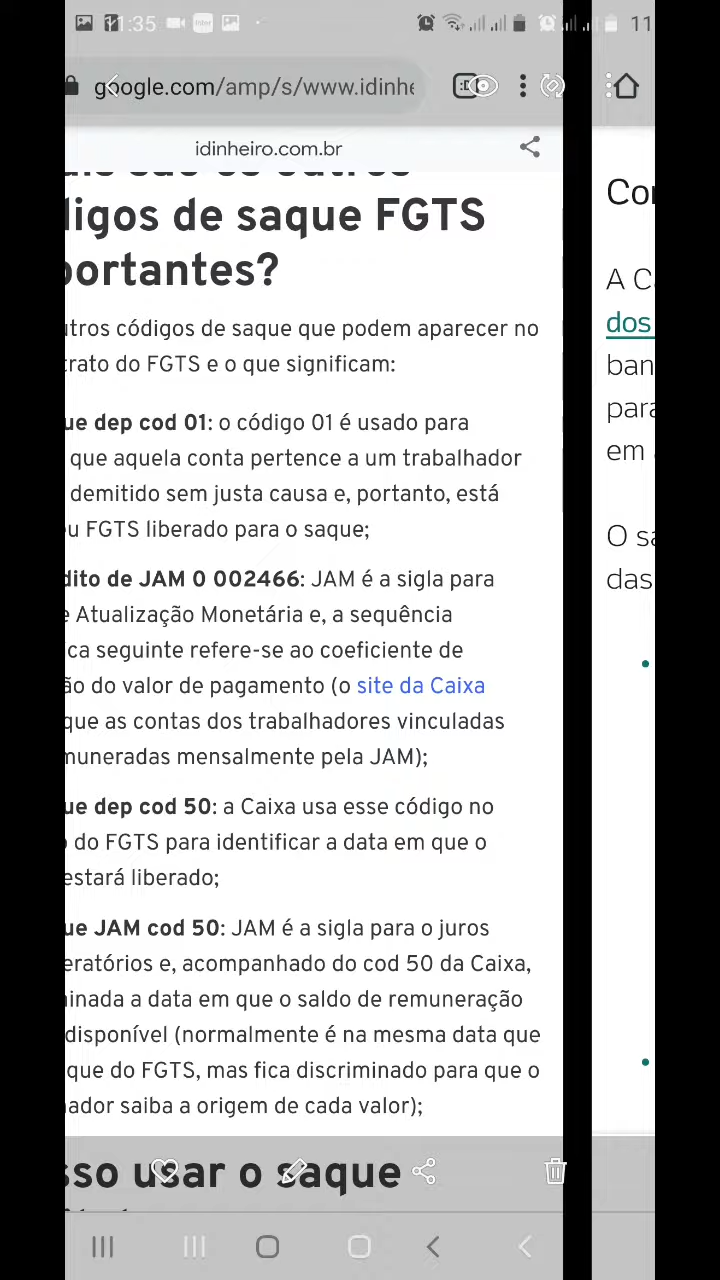 11:35
11
google.com/amp/s/www.idinhe
idinheiro.com.br
ligos de saque FGTS
portantes?
utros códigos de saque que podem aparecer no
trato do FGTS e o que significam:
ue dep cod 01: o código 01 é usado para
que aquela conta pertence a um trabalhador
demitido sem justa causa e, portanto, está
u FGTS liberado para o saque;
dito de JAM 0 002466: JAM é a sigla para
e Atualização Monetária e, a sequência
ca seguinte refere-se ao coeficiente de
ão do valor de pagamento (o site da Caixa
que as contas dos trabalhadores vinculadas
muneradas mensalmente pela JAM);
ue dep cod 50: a Caixa usa esse código no
do FGTS para identificar a data em que o
estará liberado;
ue JAM cod 50: JAM é a sigla para o juros
eratórios e, acompanhado do cod 50 da Caixa,
ninada a data em que o saldo de remuneração
disponível (normalmente é na mesma data que
que do FGTS, mas fica discriminado para que o
ador saiba a origem de cada valor);
sso usar o saque
Cor
A C
dos
ban
para
em
O sa
das